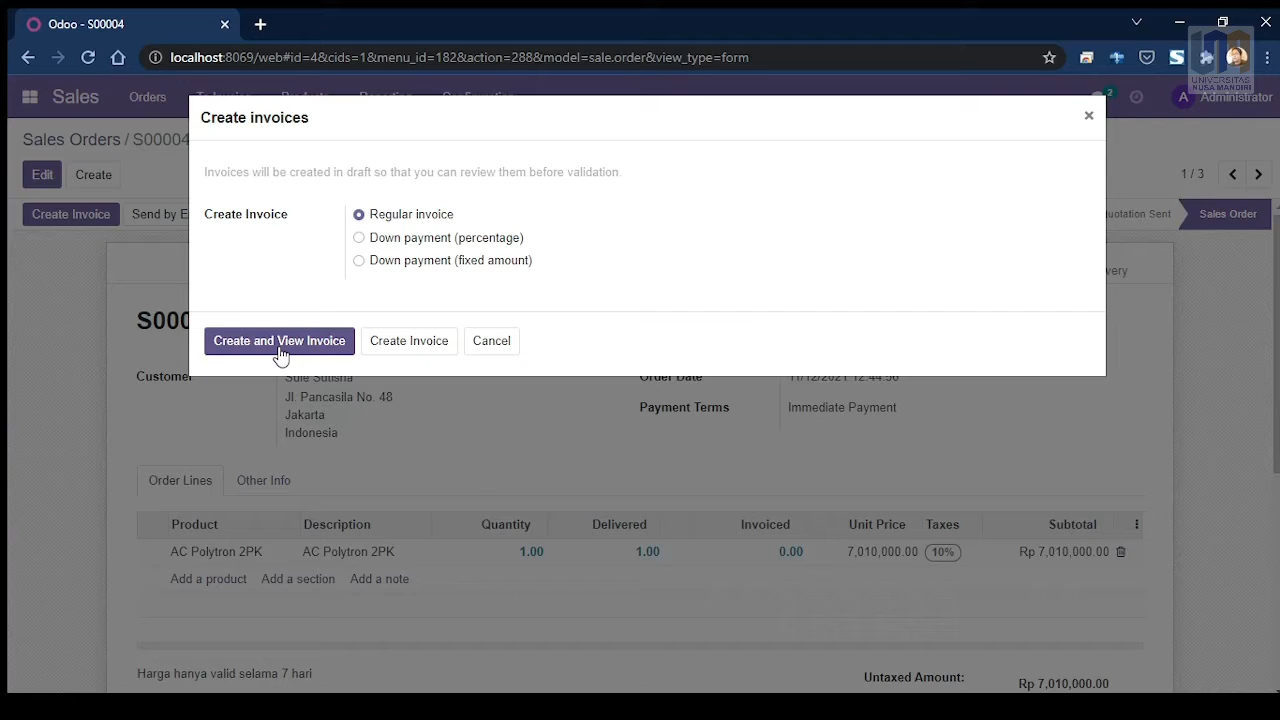 Odoo - S00004
localhost:8069/web#id=4&cids=1&menu_id=182&action=288&model=sale.order&view_type=form
UNIVERSITAS
NUSA MANDIRI
Sales Orders To Invoice Products Reporting Configuration 2 A Administrator
Create invoices ×
Sales Orders / S00004
Invoices will be created in draft so that you can review them before validation.
Edit Create 1 / 3
Create Invoice Send by E Create Invoice Regular invoice uotation Sent Sales Order
Down payment (percentage)
Down payment (fixed amount)
very
S000
Create and View Invoice Create Invoice Cancel
Customer Sule Sutisna Order Date 11/12/2021 12:44:56
Jl. Pancasila No. 48 Payment Terms Immediate Payment
Jakarta
Indonesia
Order Lines Other Info
Product Description Quantity Delivered Invoiced Unit Price Taxes Subtotal
AC Polytron 2PK AC Polytron 2PK 1.00 1.00 0.00 7,010,000.00 10% Rp 7,010,000.00
Add a product Add a section Add a note
Harga hanya valid selama 7 hari
Untaxed Amount: Rp 7,010,000.00